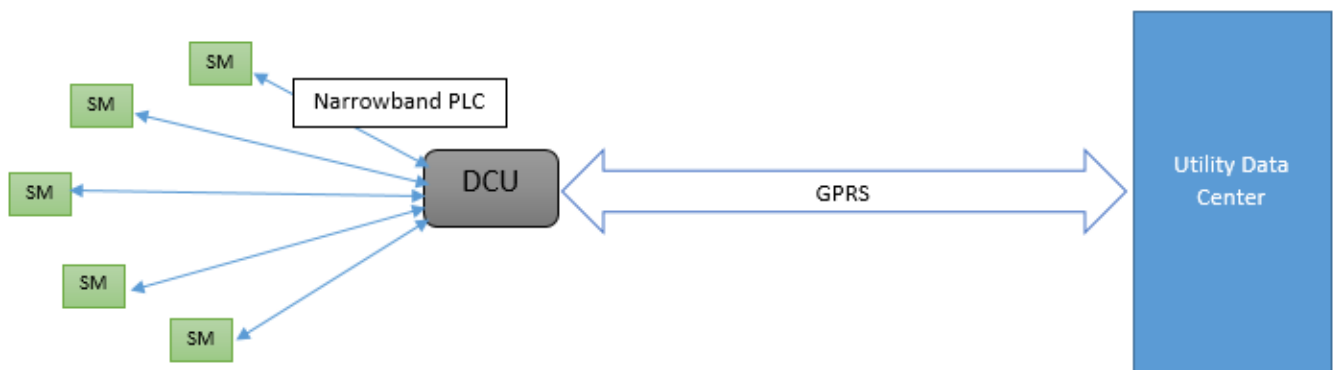 SM
SM
Narrowband PLC
SM
DCU
GPRS
Utility Data
Center
SM
SM